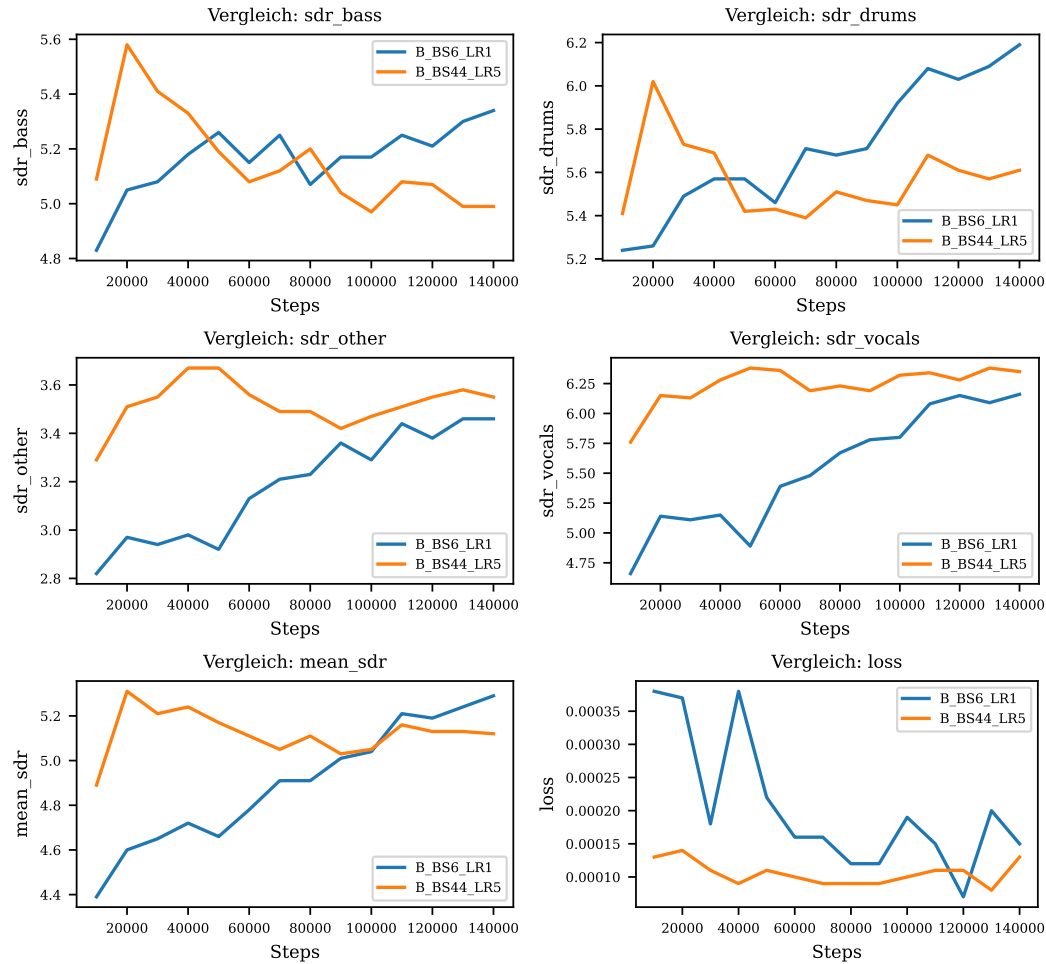 Vergleich: sdr_bass
sdr_bass
5.6
5.4
5.2
5.0
4.8
B_BS6_LR1
B_BS44_LR5
20000 40000 60000 80000 100000 120000 140000
Steps
Vergleich: sdr_drums
sdr_drums
6.2
6.0
5.8
5.6
5.4
5.2
B_BS6_LR1
B_BS44_LR5
20000 40000 60000 80000 100000 120000 140000
Steps
Vergleich: sdr_other
sdr_other
3.6
3.4
3.2
3.0
2.8
B_BS6_LR1
B_BS44_LR5
20000 40000 60000 80000 100000 120000 140000
Steps
Vergleich: sdr_vocals
sdr_vocals
6.25
6.00
5.75
5.50
5.25
5.00
4.75
B_BS6_LR1
B_BS44_LR5
20000 40000 60000 80000 100000 120000 140000
Steps
Vergleich: mean_sdr
mean_sdr
5.2
5.0
4.8
4.6
4.4
B_BS6_LR1
B_BS44_LR5
20000 40000 60000 80000 100000 120000 140000
Steps
Vergleich: loss
loss
0.00035
0.00030
0.00025
0.00020
0.00015
0.00010
B_BS6_LR1
B_BS44_LR5
20000 40000 60000 80000 100000 120000 140000
Steps